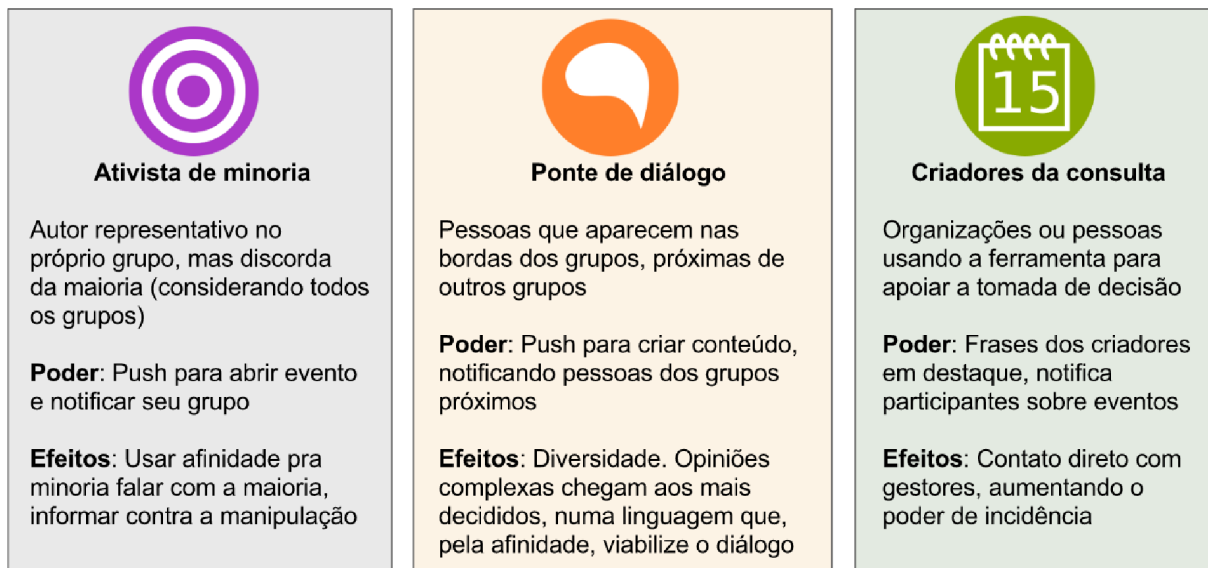 Ativista de minoria
Autor representativo no
próprio grupo, mas discorda
da maioria (considerando todos
os grupos)
Poder: Push para abrir evento
e notificar seu grupo
Efeitos: Usar afinidade pra
minoria falar com a maioria,
informar contra a manipulação
Ponte de diálogo
Pessoas que aparecem nas
bordas dos grupos, próximas de
outros grupos
Poder: Push para criar conteúdo,
notificando pessoas dos grupos
próximos
Efeitos: Diversidade. Opiniões
complexas chegam aos mais
decididos, numa linguagem que,
pela afinidade, viabilize o diálogo
15
Criadores da consulta
Organizações ou pessoas
usando a ferramenta para
apoiar a tomada de decisão
Poder: Frases dos criadores
em destaque, notifica
participantes sobre eventos
Efeitos: Contato direto com
gestores, aumentando o
poder de incidência